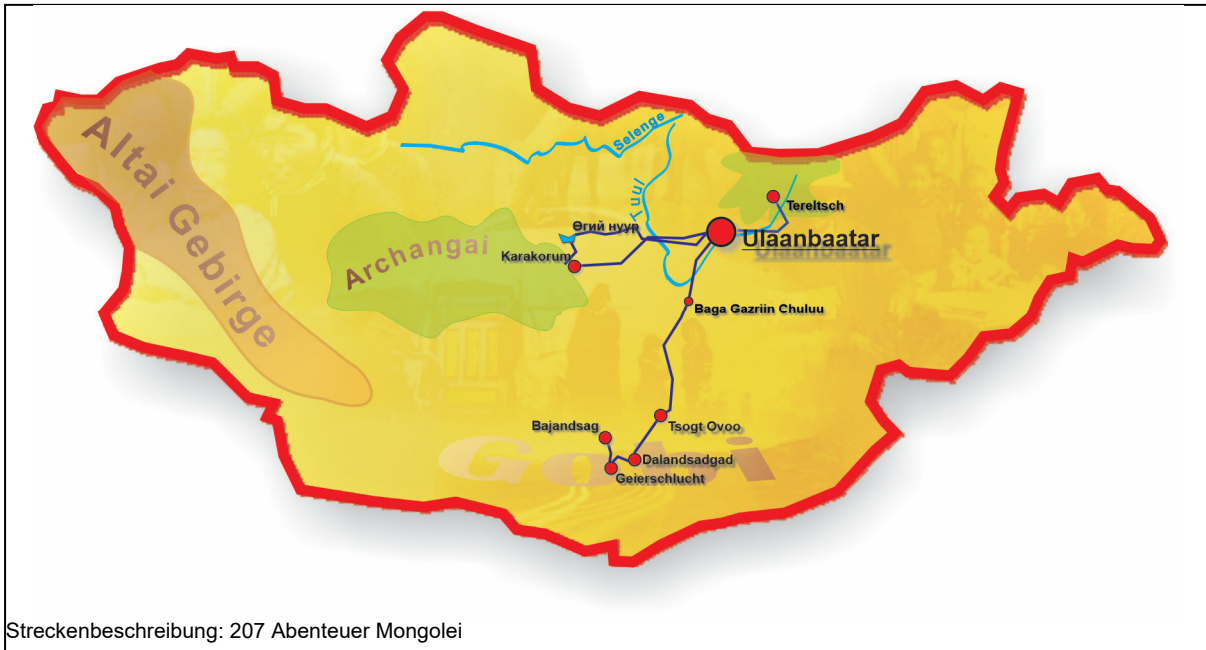 Altai Gebirge
Archangai
Selenge
Tuul
Өгий нуур
Karakorum
Tereltsch
Ulaanbaatar
Baga Gazriin Chuluu
Tsogt Ovoo
Bajandsag
Dalandsadgad
Geierschlucht
Gobi
Streckenbeschreibung: 207 Abenteuer Mongolei